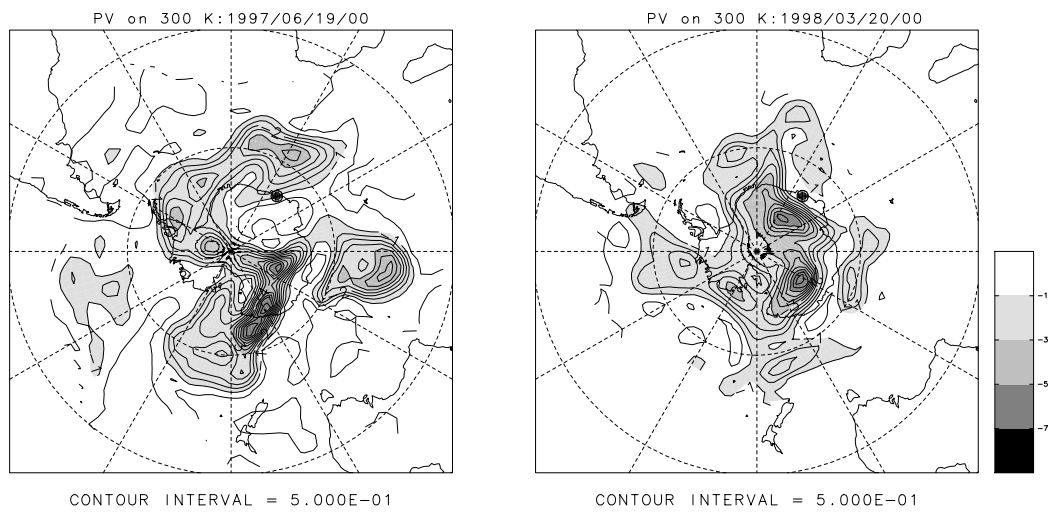 PV on 300 K:1997/06/19/00
PV on 300 K:1998/03/20/00
-1
-3
-5
-7
CONTOUR INTERVAL = 5.000E-01
CONTOUR INTERVAL = 5.000E-01